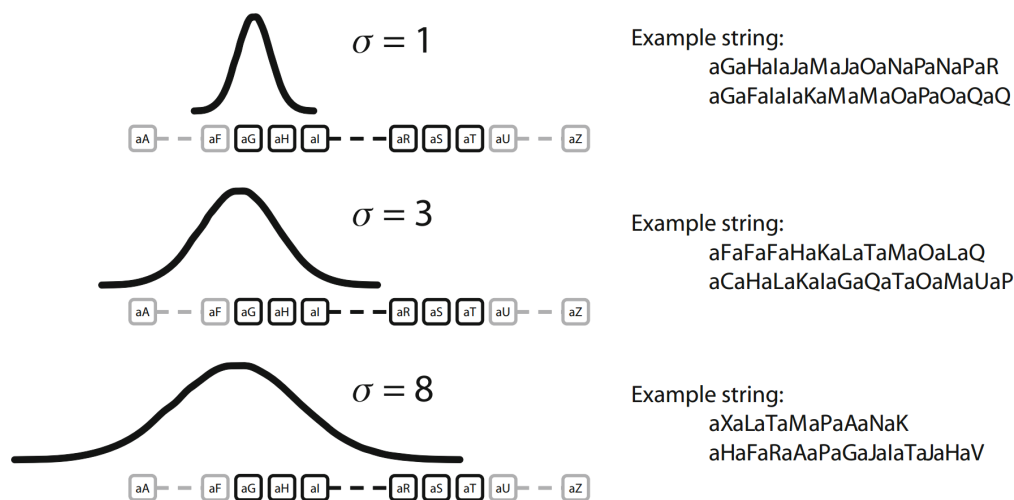 σ = 1
Example string:
aGaHaIaJaMaJaOaNaPaNaPaR
aGaFaIaIaKaMaMaOaPaOaQaQ
aA aF aG aH aI aR aS aT aU aZ
σ = 3
Example string:
aFaFaFaHaKaLaTaMaOaLaQ
aCaHaLaKaIaGaQaTaOaMaUaP
aA aF aG aH aI aR aS aT aU aZ
σ = 8
Example string:
aXaLaTaMaPaAaNaK
aHaFaRaAaPaGaJaIaTaJaHaV
aA aF aG aH aI aR aS aT aU aZ